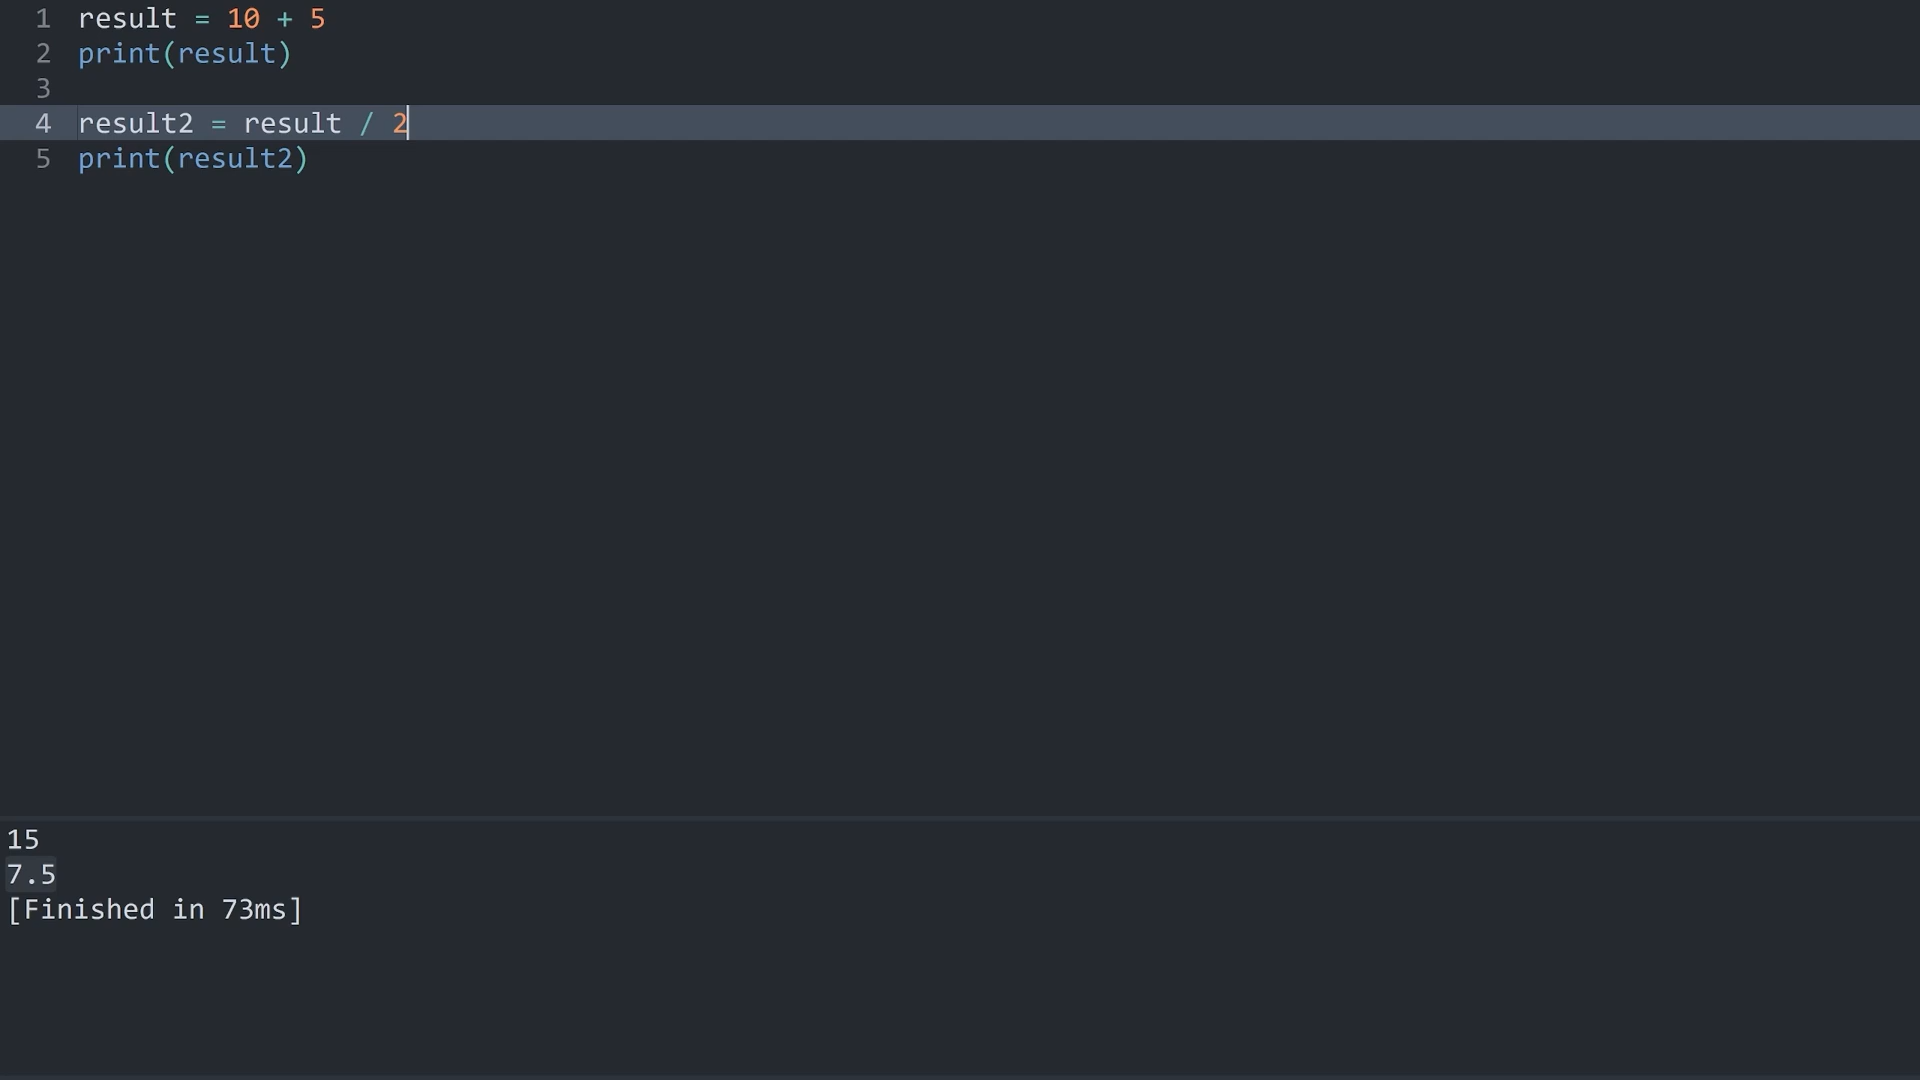 1 result = 10 + 5
2 print(result)
3
4 result2 = result / 2
5 print(result2)
15
7.5
[Finished in 73ms]